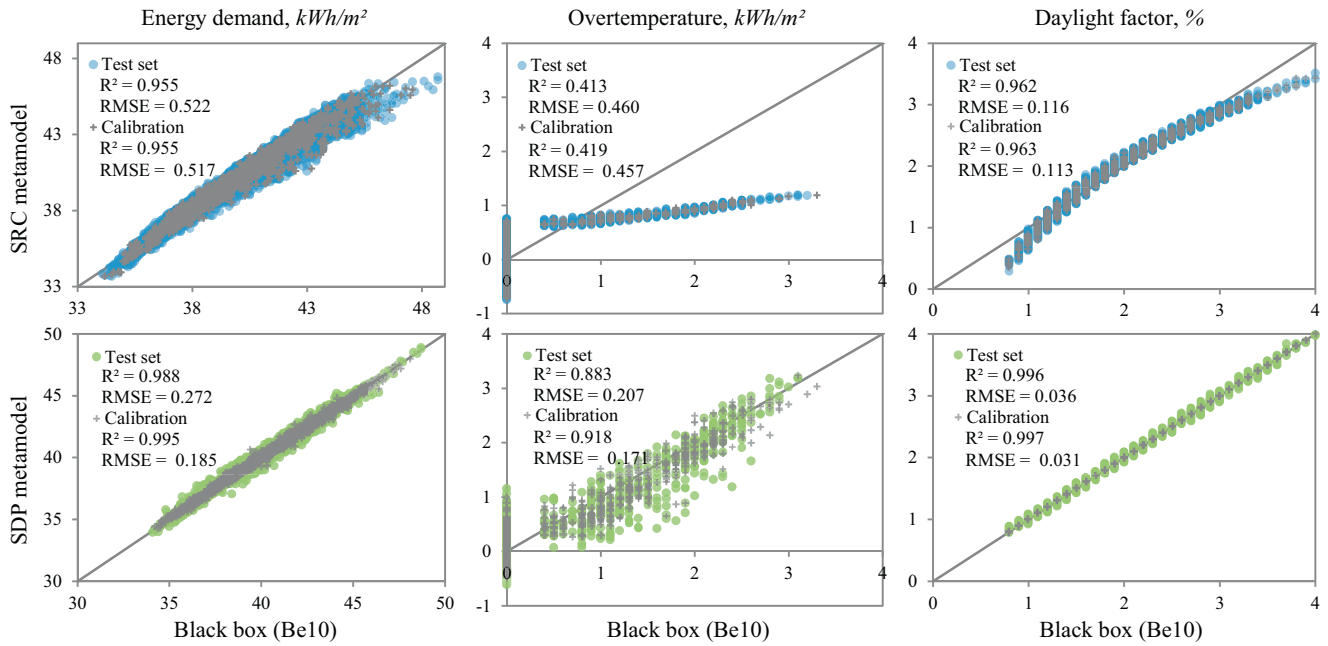 Energy demand, kWh/m²
Overtemperature, kWh/m²
Daylight factor, %
SRC metamodel
48
43
38
33
33
38
43
48
Test set
R² = 0.955
RMSE = 0.522
Calibration
R² = 0.955
RMSE = 0.517
4
3
2
1
0
-1
0
1
2
3
4
Test set
R² = 0.413
RMSE = 0.460
Calibration
R² = 0.419
RMSE = 0.457
4
3
2
1
0
0
1
2
3
4
Test set
R² = 0.962
RMSE = 0.116
Calibration
R² = 0.963
RMSE = 0.113
SDP metamodel
50
45
40
35
30
30
35
40
45
50
Test set
R² = 0.988
RMSE = 0.272
Calibration
R² = 0.995
RMSE = 0.185
Black box (Be10)
4
3
2
1
0
-1
0
1
2
3
4
Test set
R² = 0.883
RMSE = 0.207
Calibration
R² = 0.918
RMSE = 0.171
Black box (Be10)
4
3
2
1
0
0
1
2
3
4
Test set
R² = 0.996
RMSE = 0.036
Calibration
R² = 0.997
RMSE = 0.031
Black box (Be10)